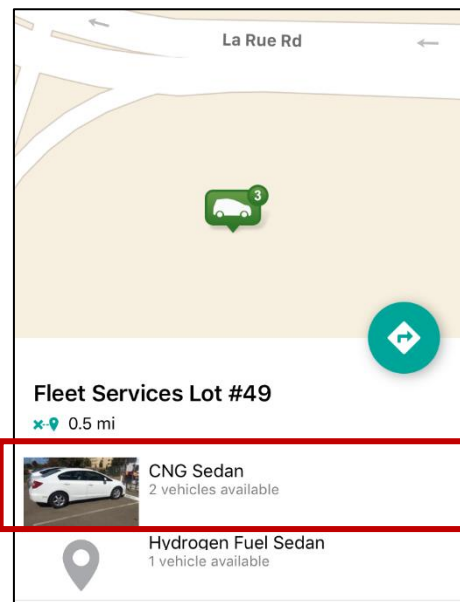 La Rue Rd
3
Fleet Services Lot #49
0.5 mi
CNG Sedan
2 vehicles available
Hydrogen Fuel Sedan
1 vehicle available